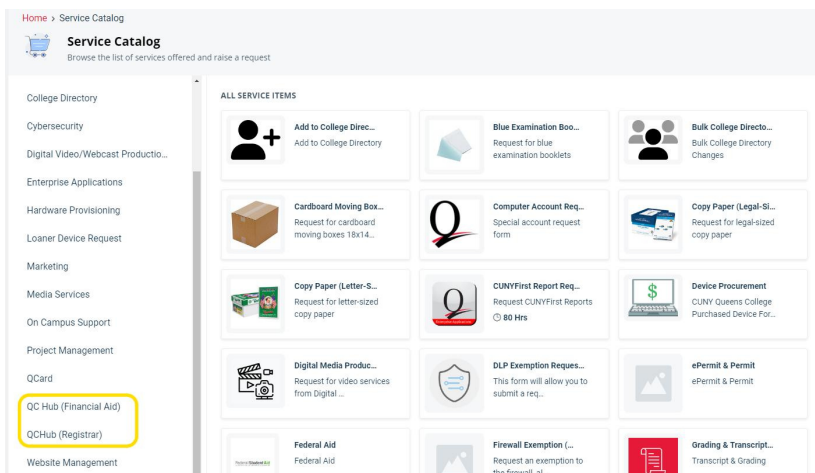 Home > Service Catalog
Service Catalog
Browse the list of services offered and raise a request
College Directory
Cybersecurity
Digital Video/Webcast Productio...
Enterprise Applications
Hardware Provisioning
Loaner Device Request
Marketing
Media Services
On Campus Support
Project Management
QCard
QC Hub (Financial Aid)
QCHub (Registrar)
Website Management
ALL SERVICE ITEMS
Add to College Direc...
Add to College Directory
Blue Examination Boo...
Request for blue
examination booklets
Bulk College Directo...
Bulk College Directory
Changes
Cardboard Moving Box...
Request for cardboard
moving boxes 18x14...
Computer Account Req...
Special account request
form
Copy Paper (Legal-Si...
Request for legal-sized
copy paper
Copy Paper (Letter-S...
Request for letter-sized
copy paper
CUNYFirst Report Req...
Request CUNYFirst Reports
80 Hrs
Device Procurement
CUNY Queens College
Purchased Device For...
Digital Media Produc...
Request for video services
from Digital ...
DLP Exemption Reques...
This form will allow you to
submit a req...
ePermit & Permit
ePermit & Permit
Federal Student Aid
Federal Aid
Federal Aid
Firewall Exemption (...
Request an exemption to
the firewall, al...
Grading & Transcript...
Transcript & Grading